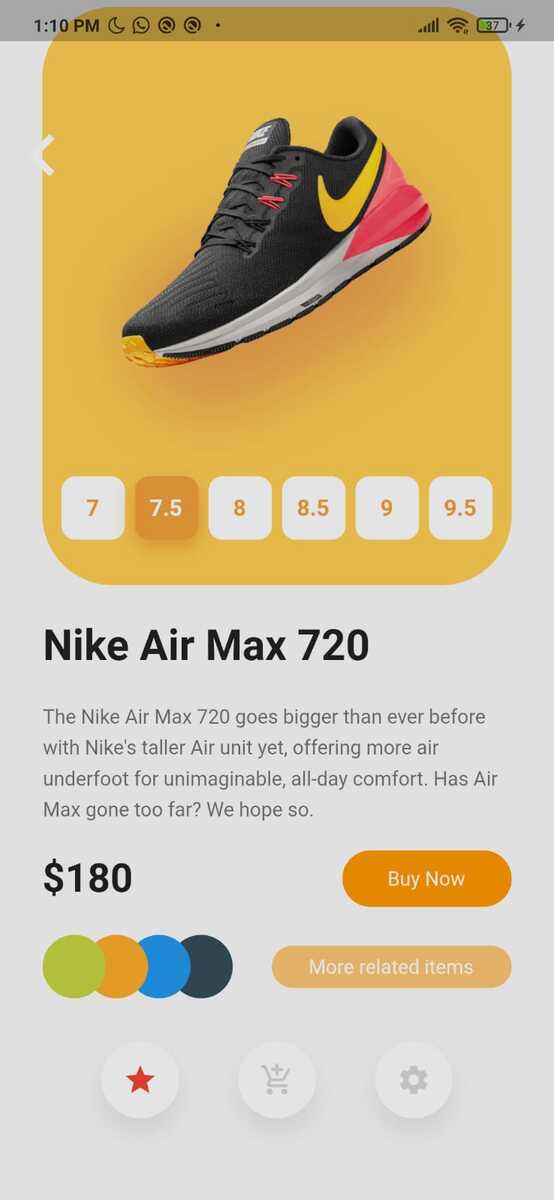 1:10 PM
37
NIKE
7
7.5
8
8.5
9
9.5
Nike Air Max 720
The Nike Air Max 720 goes bigger than ever before
with Nike's taller Air unit yet, offering more air
underfoot for unimaginable, all-day comfort. Has Air
Max gone too far? We hope so.
$180
Buy Now
More related items